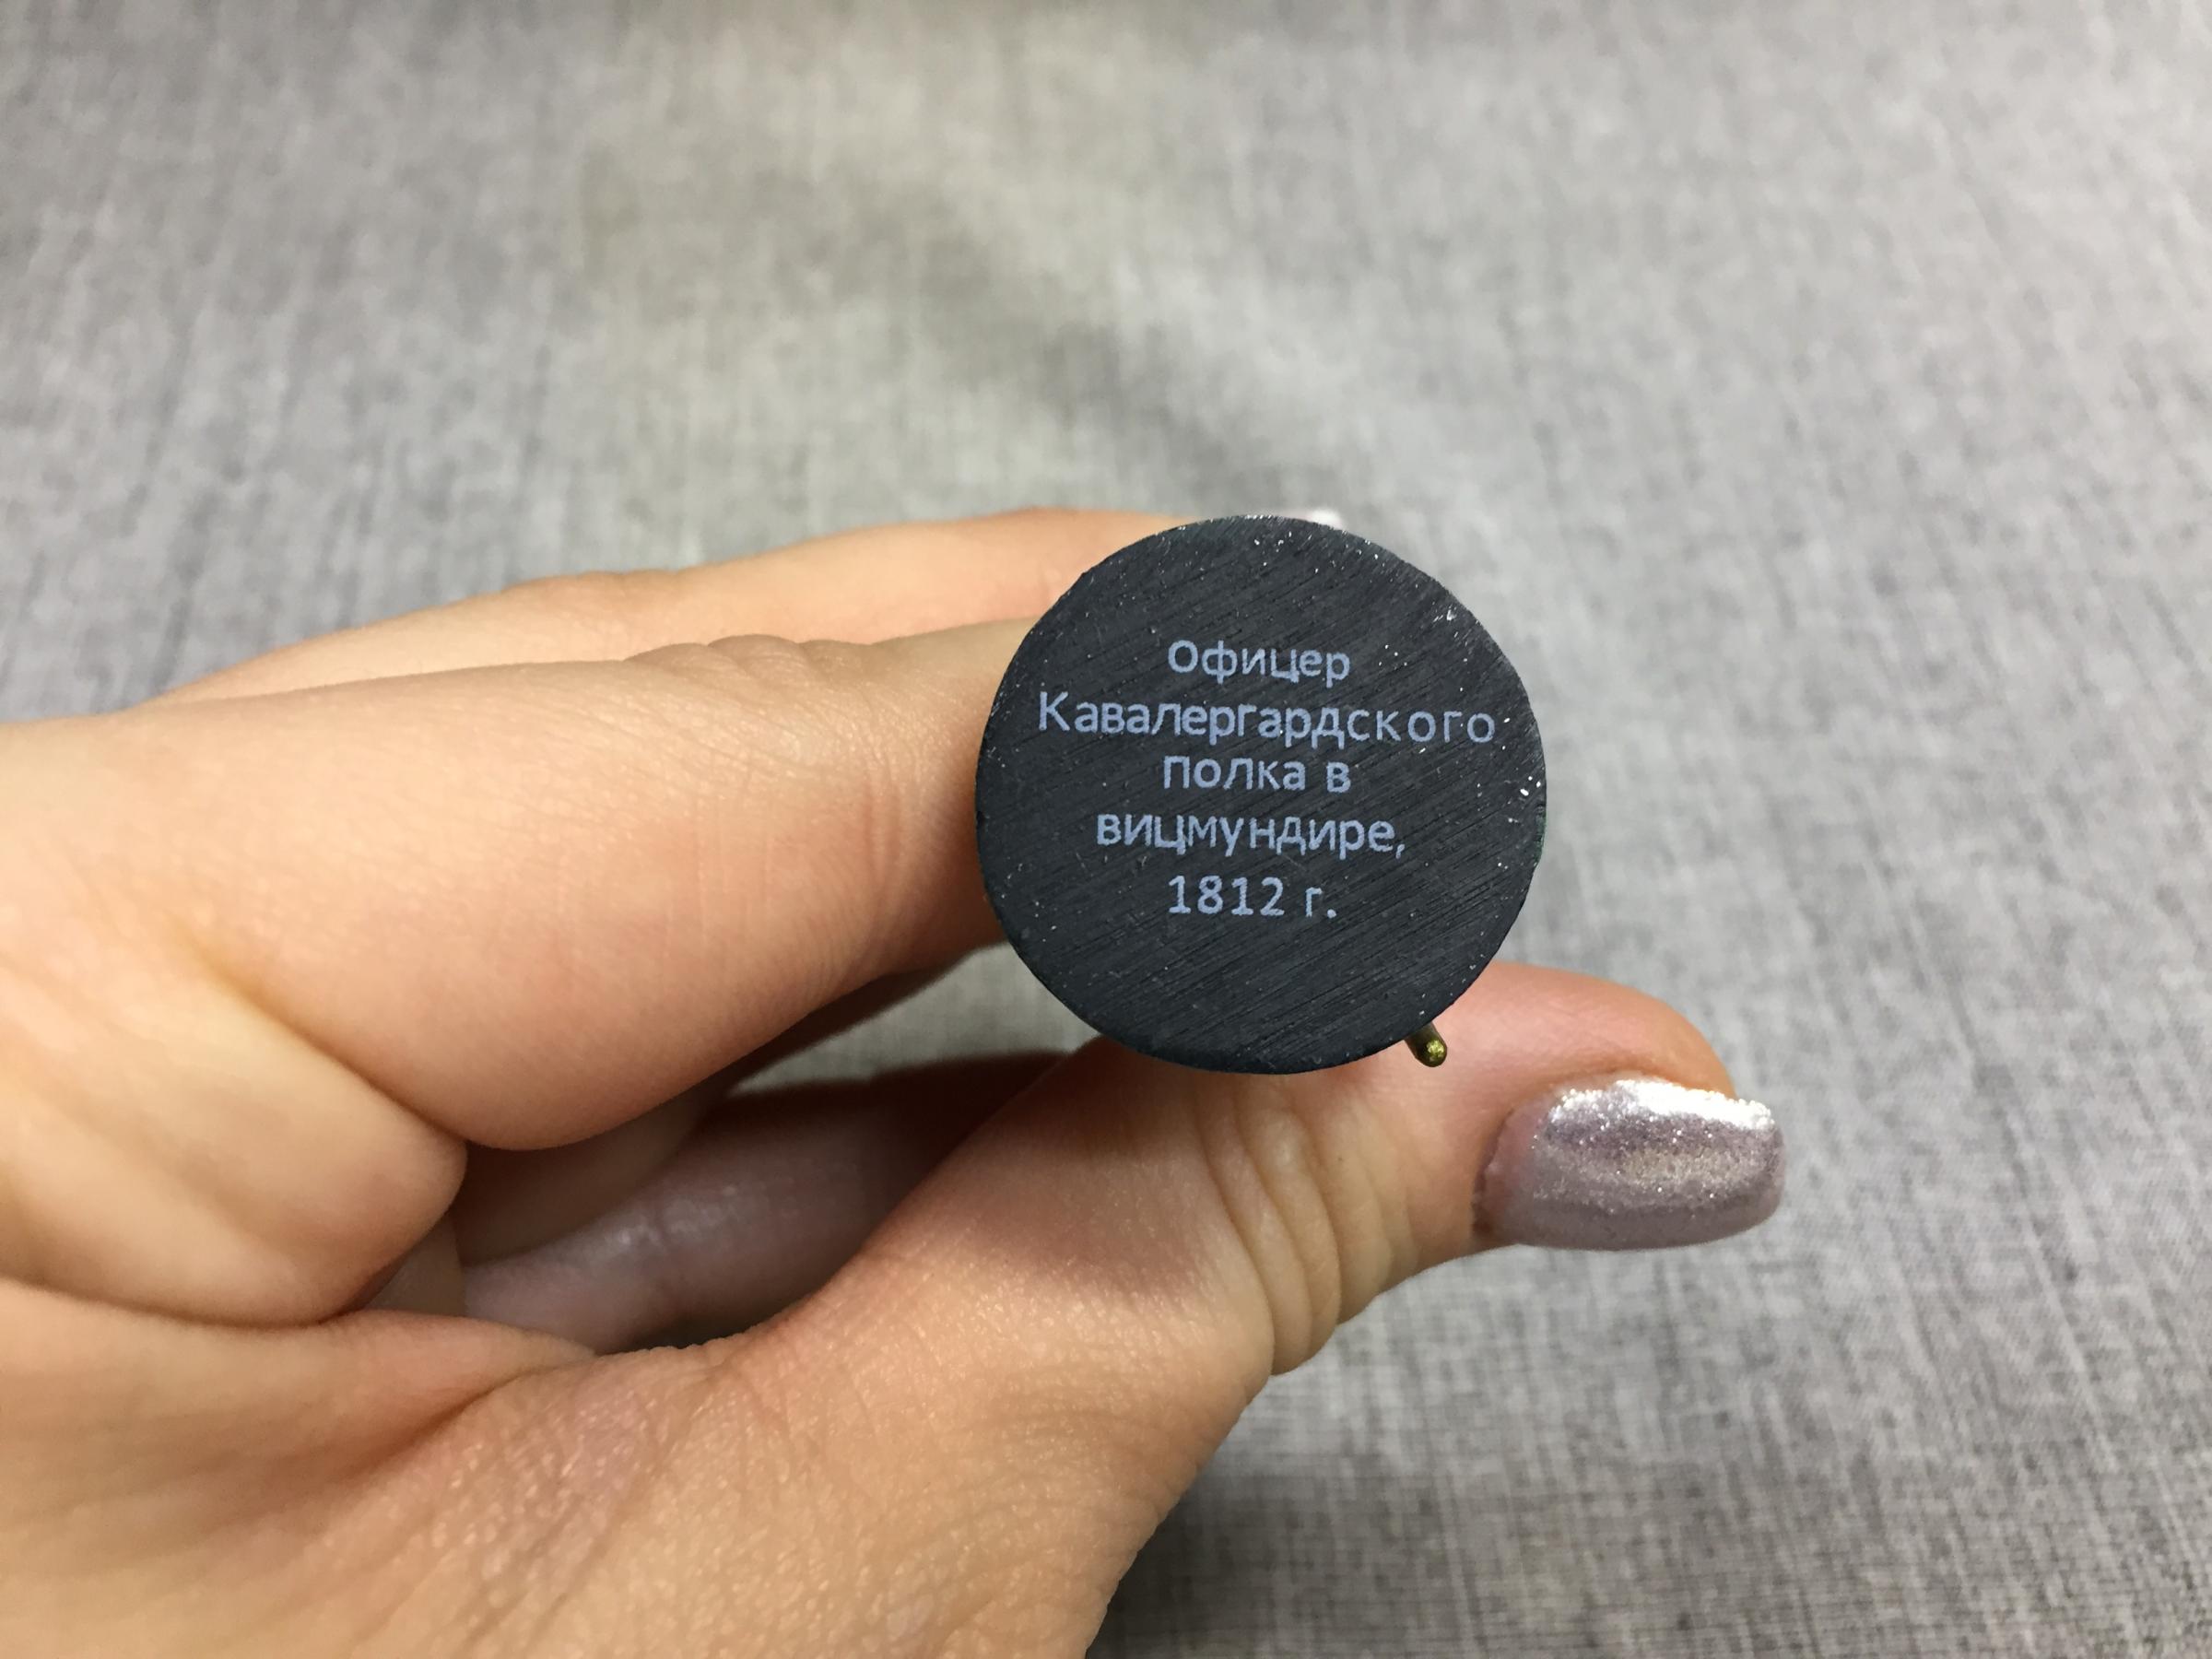 Офицер
Кавалергардского
полка в
вицмундире,
1812 г.